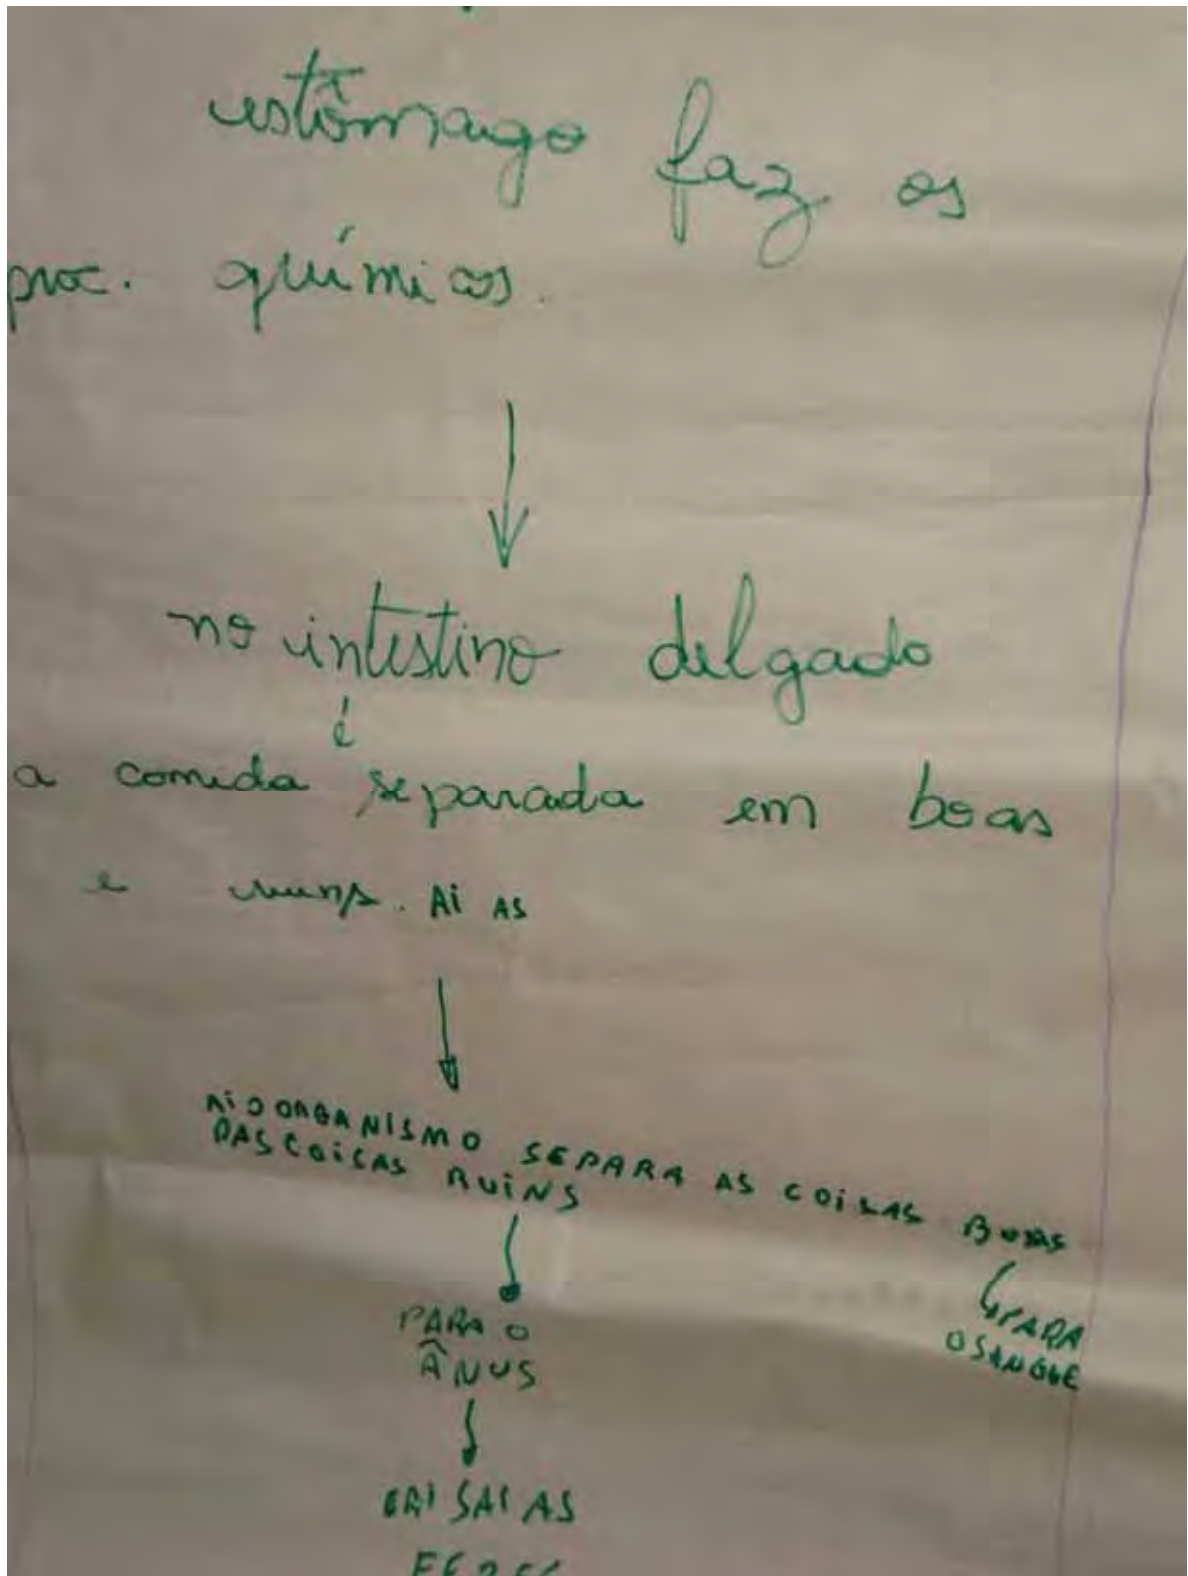 estômago faz os
proc. químicos.
no intestino delgado
é
a comida separada em boas
e ruins. Aí AS
AÍ O ORGANISMO SEPARA AS COISAS BOAS
DAS COISAS RUINS
PARA O
ÂNUS
PARA
O SANGUE
SAI AS